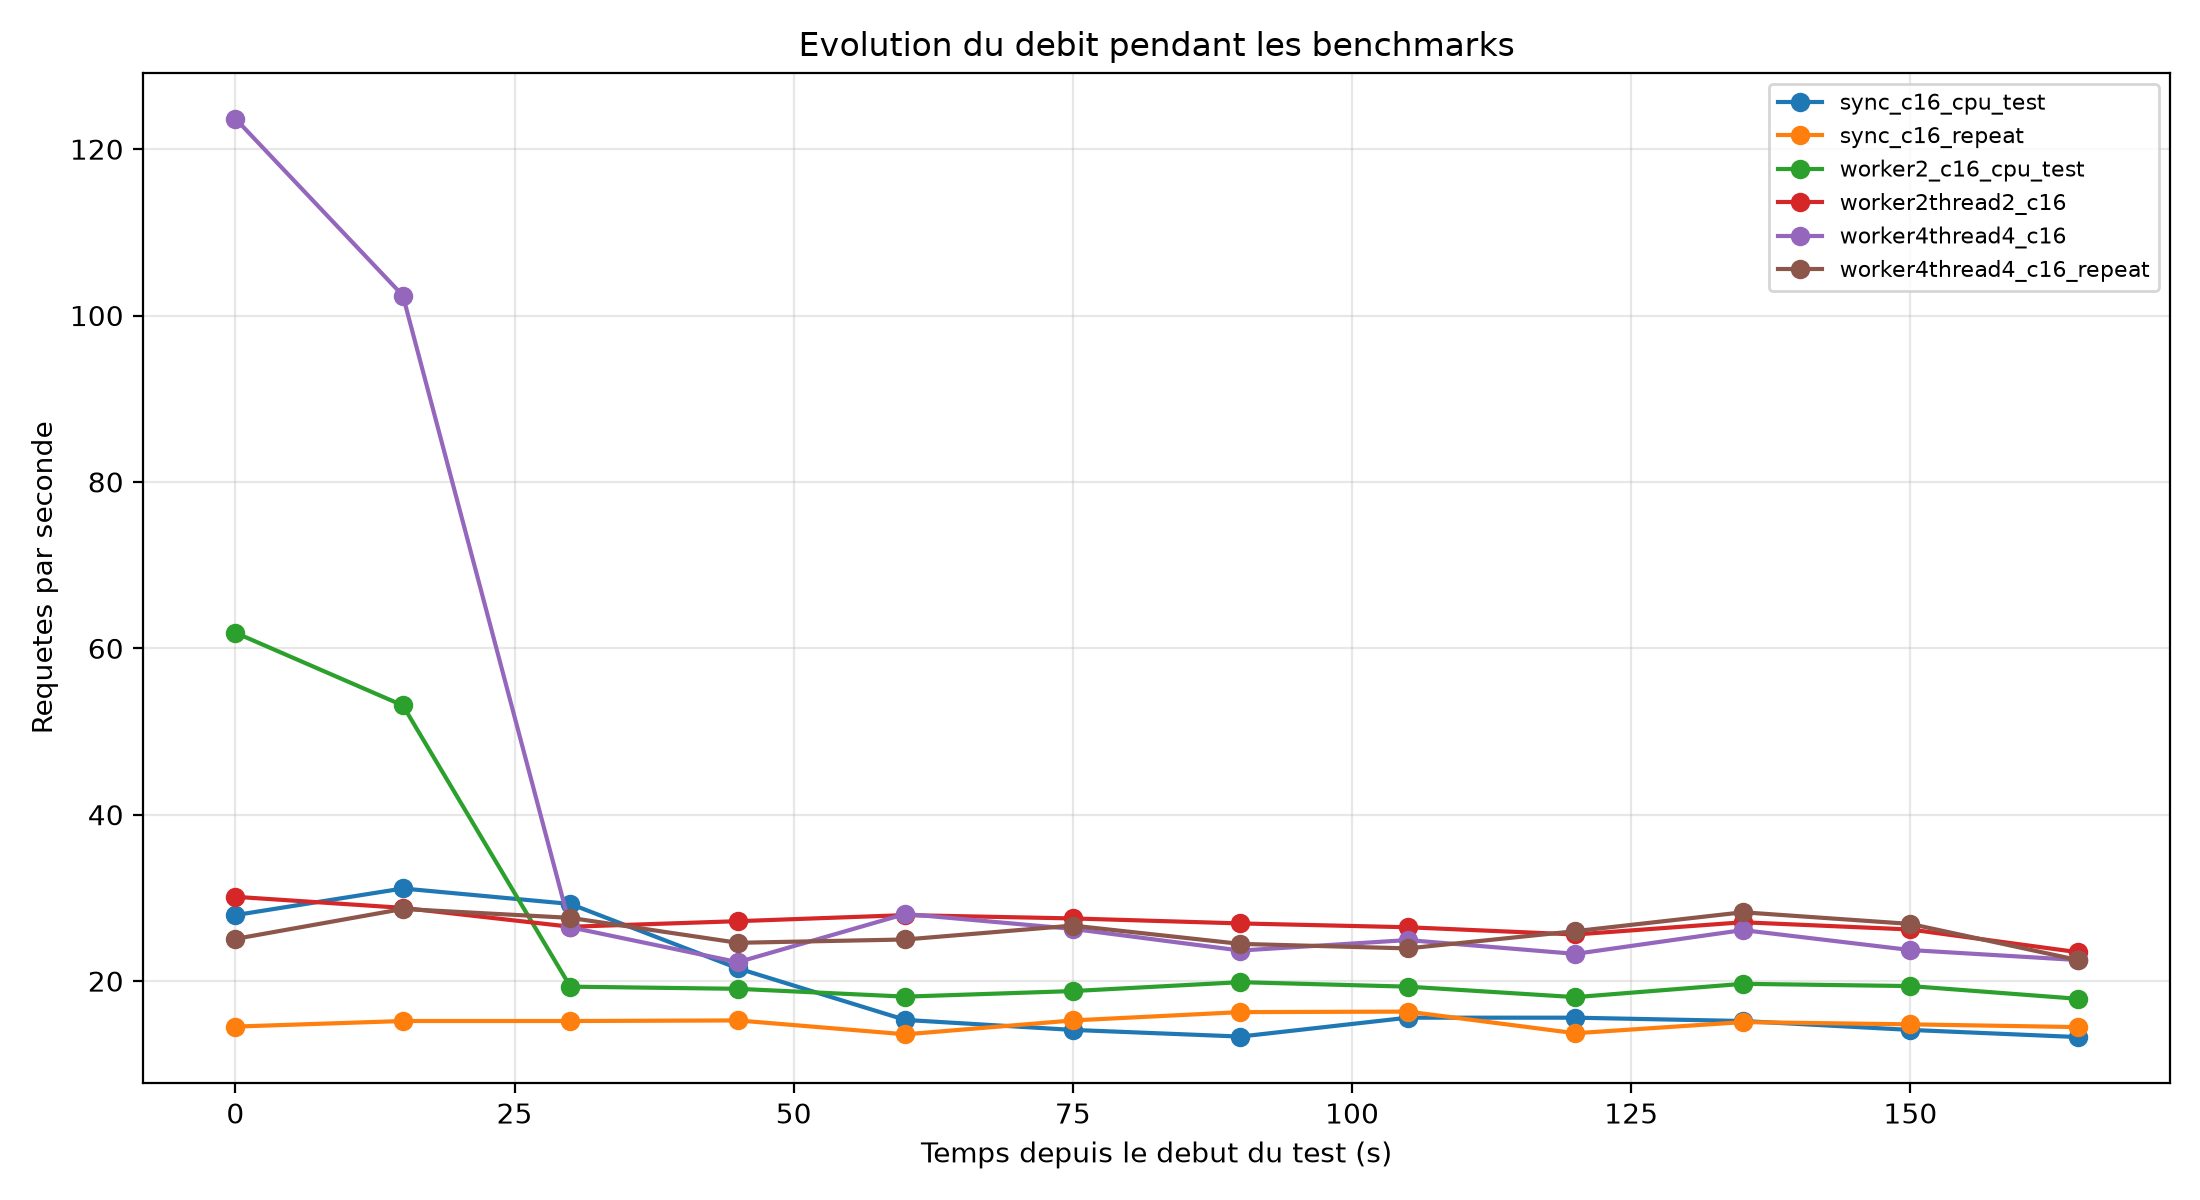 Evolution du debit pendant les benchmarks
sync_c16_cpu_test
sync_c16_repeat
worker2_c16_cpu_test
worker2thread2_c16
worker4thread4_c16
worker4thread4_c16_repeat
120
100
80
60
40
20
Requetes par seconde
0 25 50 75 100 125 150
Temps depuis le debut du test (s)